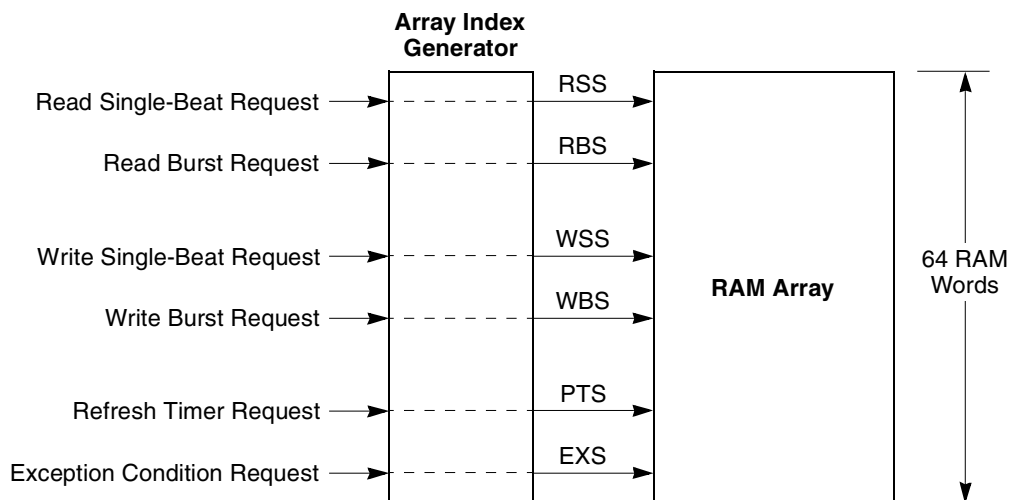 Array Index
Generator
Read Single-Beat Request
RSS
Read Burst Request
RBS
Write Single-Beat Request
WSS
Write Burst Request
WBS
Refresh Timer Request
PTS
Exception Condition Request
EXS
RAM Array
64 RAM
Words